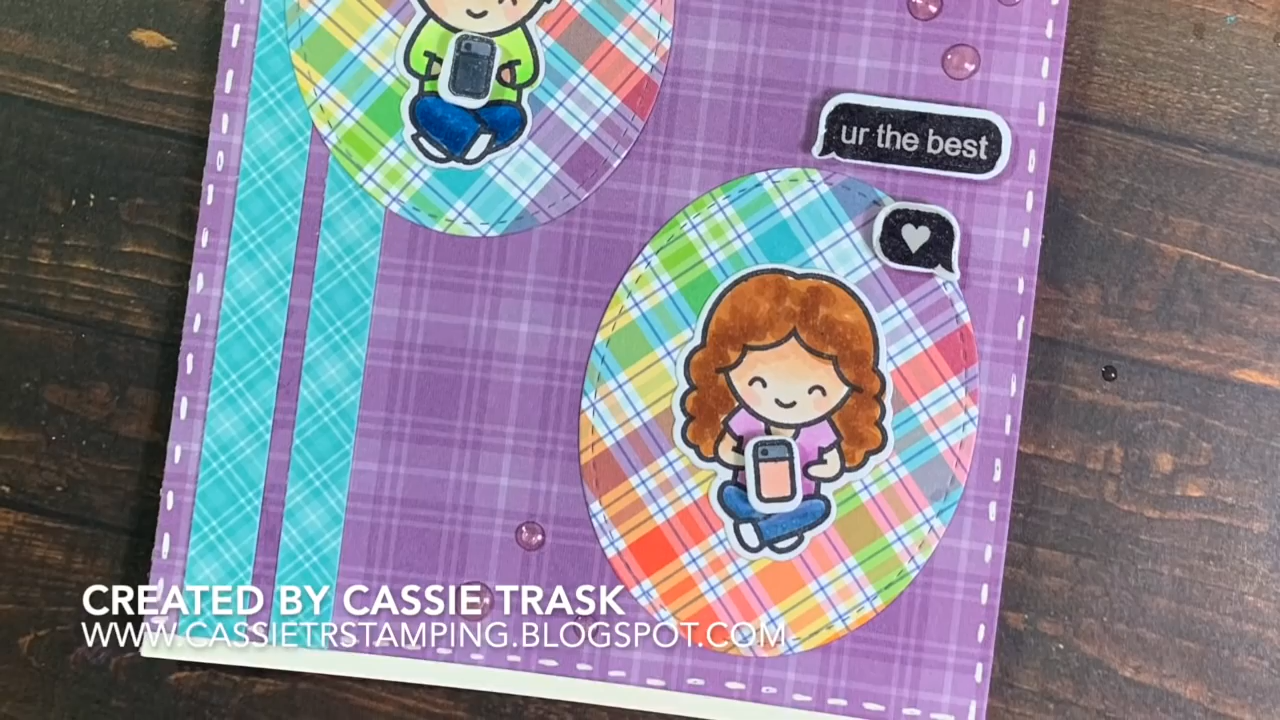 ur the best
CREATED BY CASSIE TRASK
WWW.CASSIETRSTAMPING.BLOGSPOT.COM